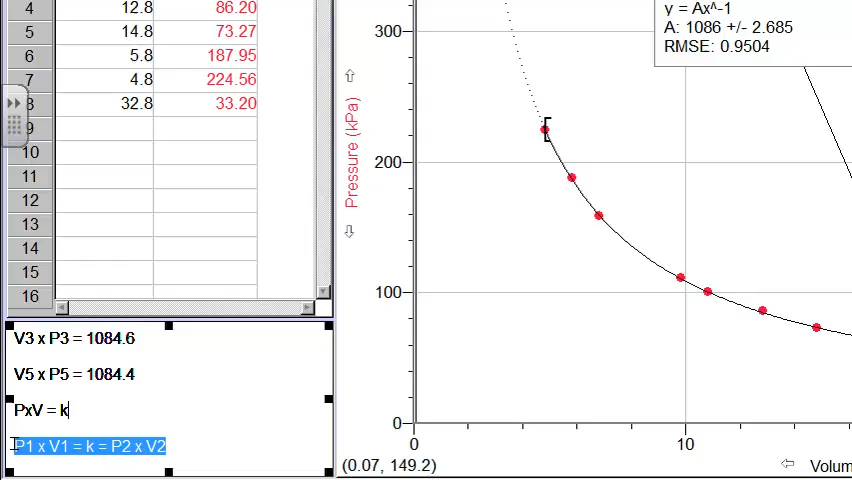 4 12.8 86.20
5 14.8 73.27
6 5.8 187.95
7 4.8 224.56
8 32.8 33.20
9
10
11
12
13
14
15
16
V3 x P3 = 1084.6
V5 x P5 = 1084.4
PxV = k
P1 x V1 = k = P2 x V2
y = Ax^-1
A: 1086 +/- 2.685
RMSE: 0.9504
300
200
100
0
Pressure (kPa)
0 10
(0.07, 149.2)
Volum